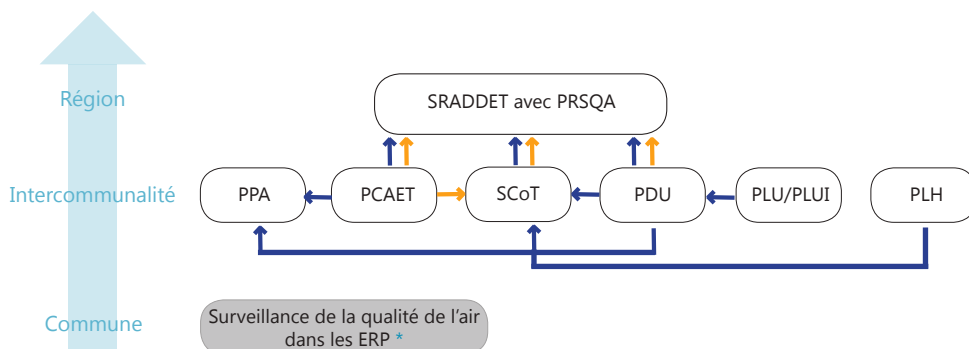 Région
SRADDET avec PRSQA
Intercommunalité
PPA
PCAET
SCoT
PDU
PLU/PLUI
PLH
Commune
Surveillance de la qualité de l'air
dans les ERP *